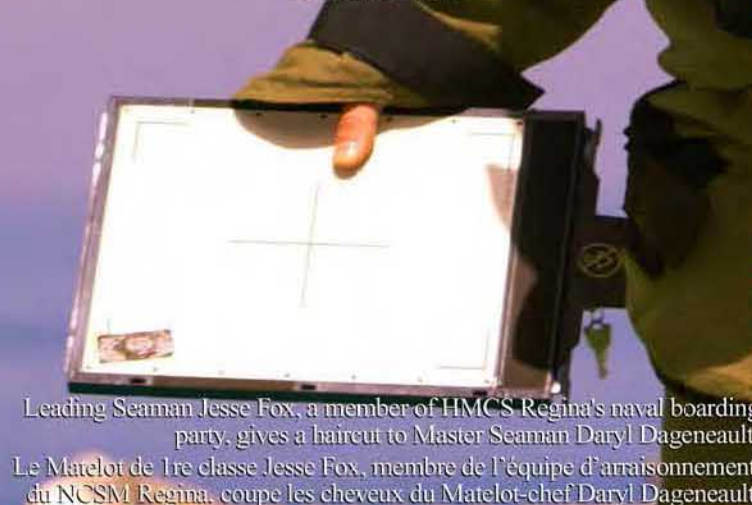 Leading Seaman Jesse Fox, a member of HMCS Regina's naval boarding
party, gives a haircut to Master Seaman Daryl Dageneault
Le Matelot de 1re classe Jesse Fox, membre de l'équipe d'arraisonnement
du NCSM Regina, coupe les cheveux du Matelot-chef Daryl Dageneault